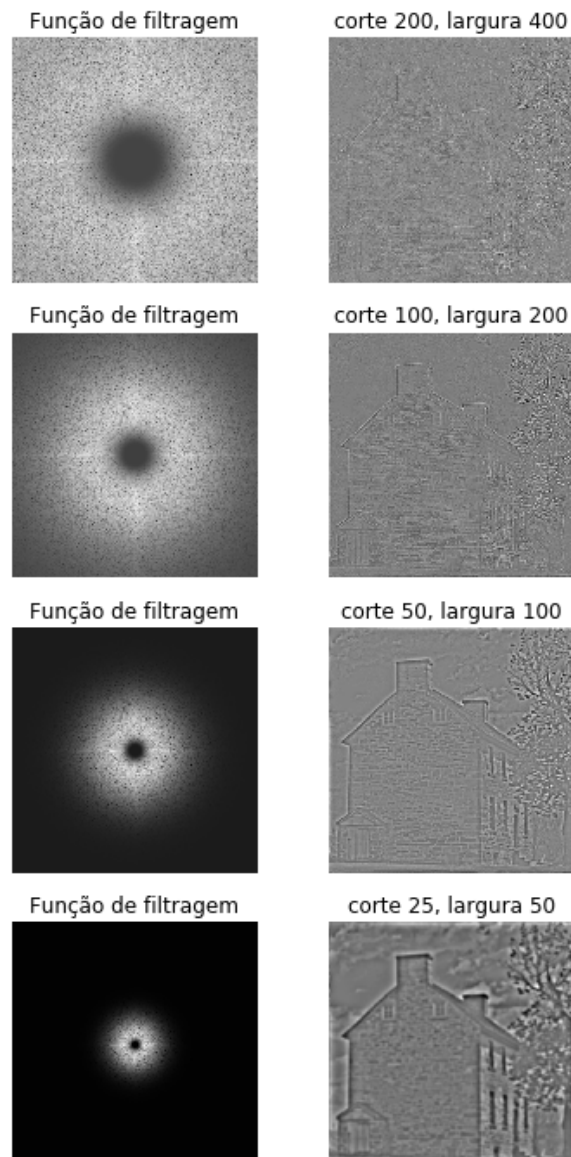 Função de filtragem
corte 200, largura 400
Função de filtragem
corte 100, largura 200
Função de filtragem
corte 50, largura 100
Função de filtragem
corte 25, largura 50